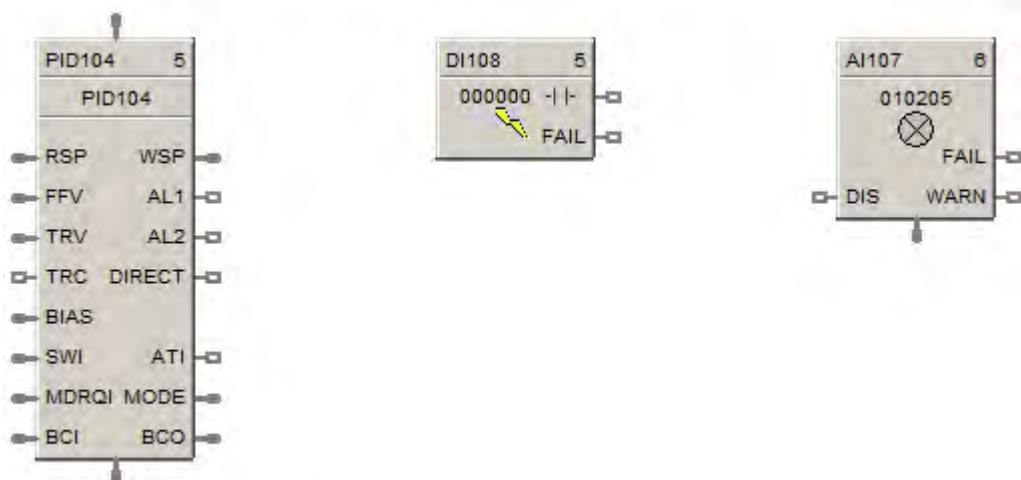 PID104 5
PID104
RSP WSP
FFV AL1
TRV AL2
TRC DIRECT
BIAS
SWI ATI
MDRQI MODE
BCI BCO
DI108 5
000000 -| |-
FAIL
AI107 6
010205
FAIL
DIS WARN